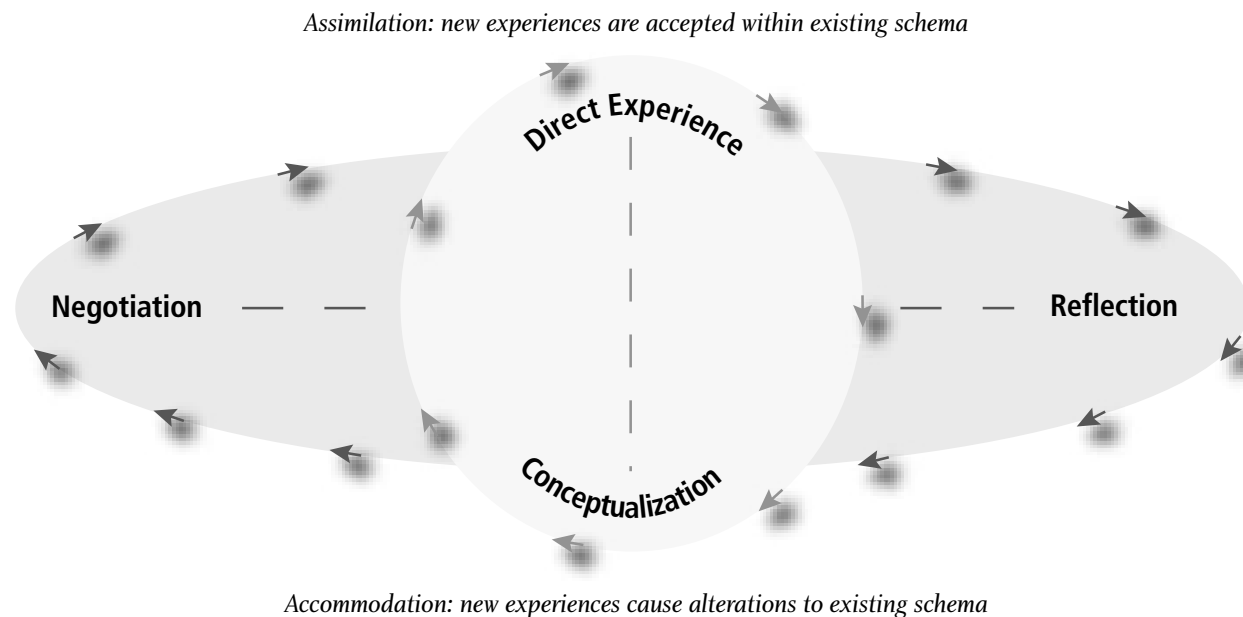 Assimilation: new experiences are accepted within existing schema
Direct Experience
Negotiation
Reflection
Conceptualization
Accommodation: new experiences cause alterations to existing schema